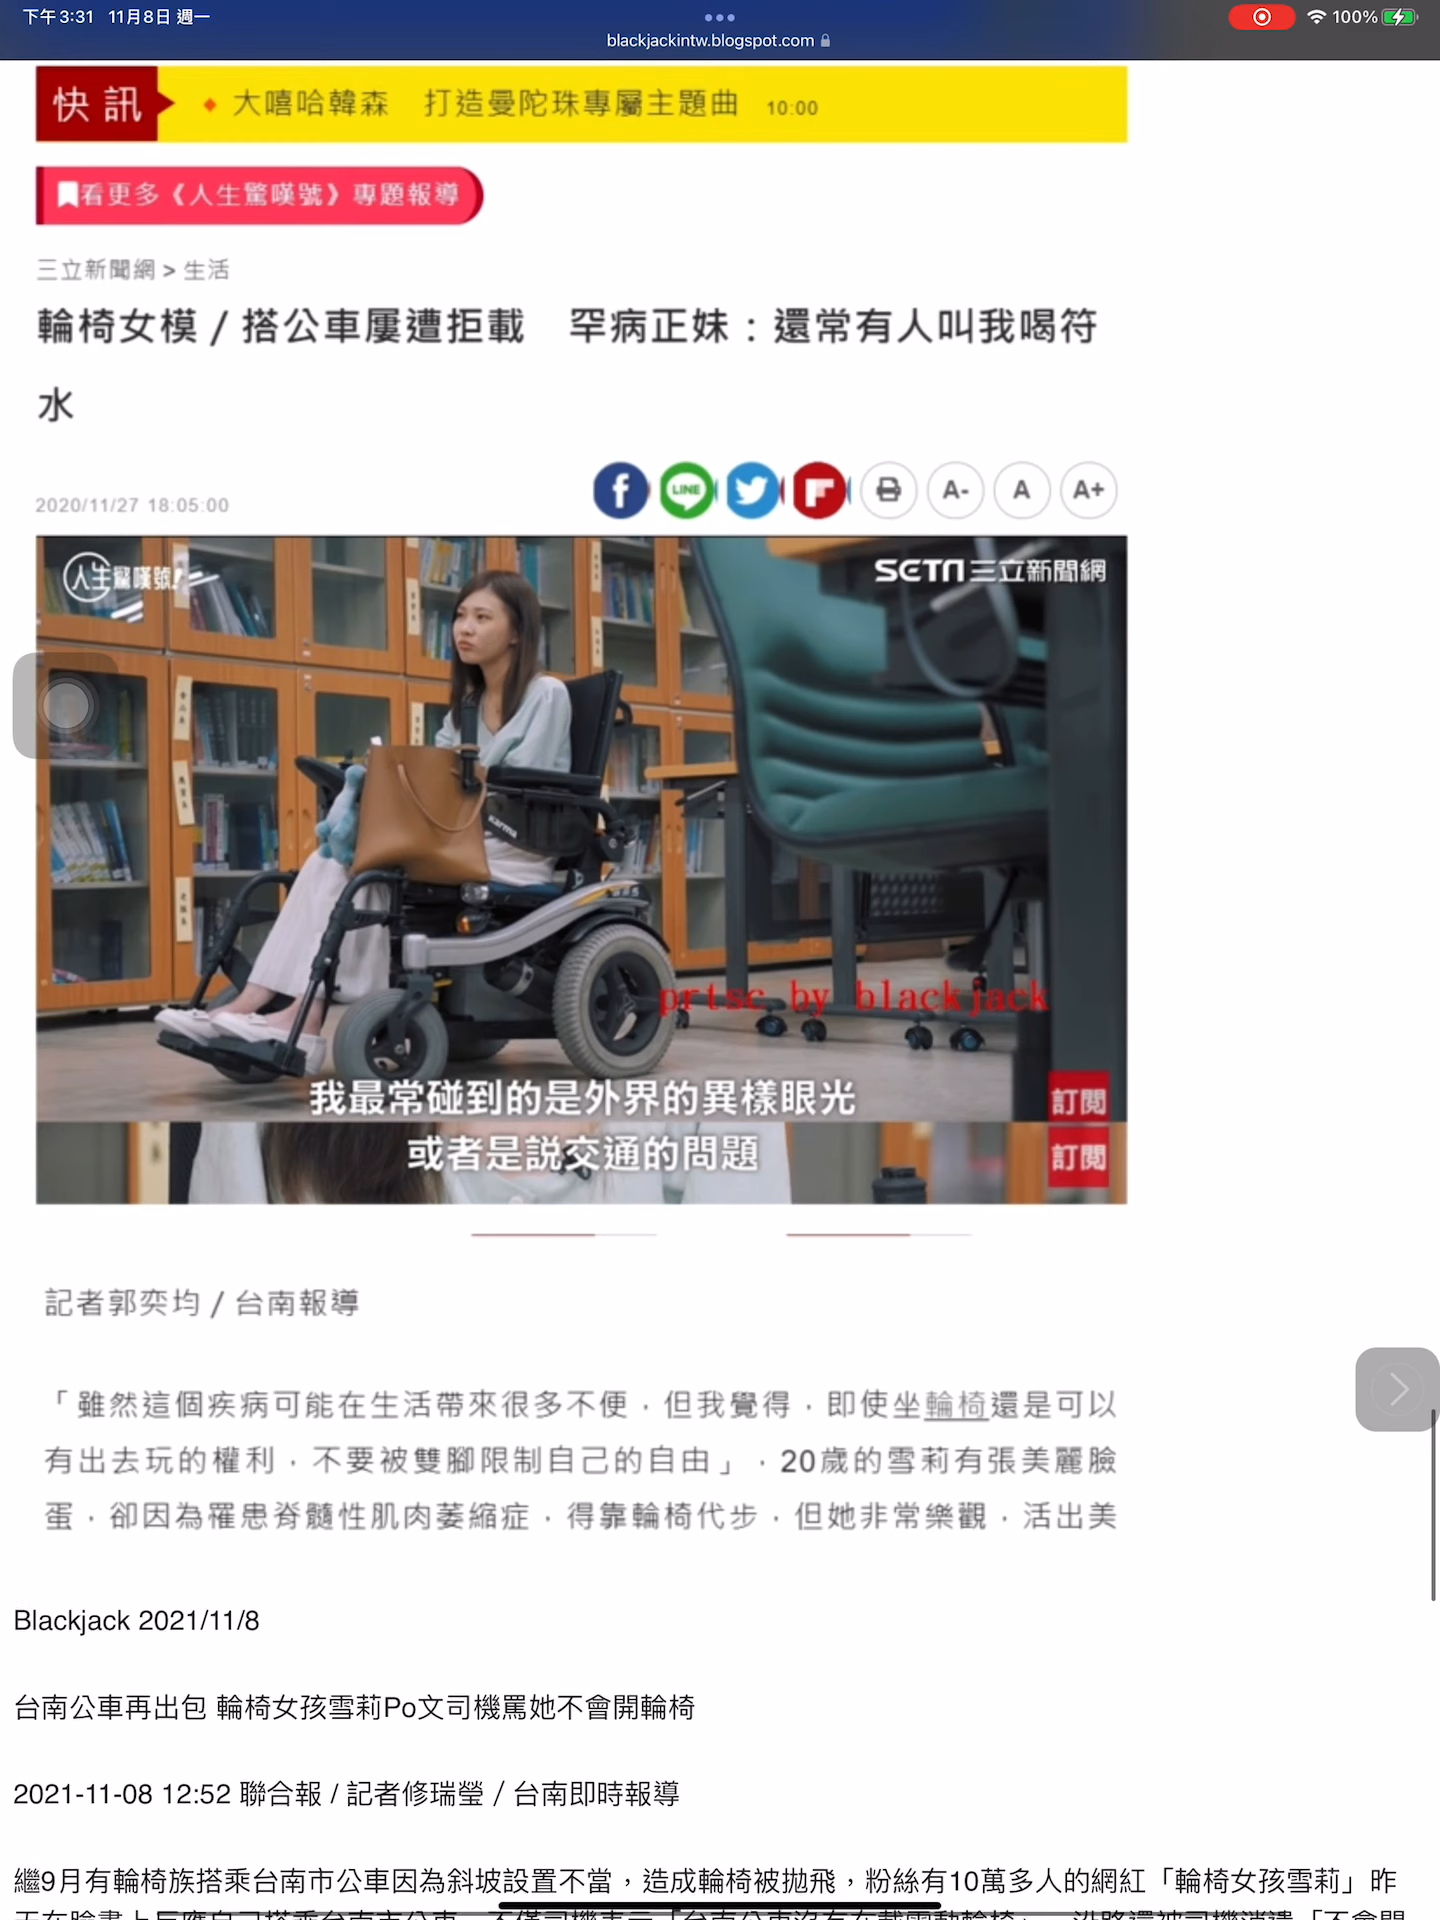 下午3:31 11月8日 週一
100%
blackjackintw.blogspot.com
快訊
大嘻哈韓森 打造曼陀珠專屬主題曲 10:00
看更多《人生驚嘆號》專題報導
三立新聞網 > 生活
輪椅女模/搭公車屢遭拒載 罕病正妹:還常有人叫我喝符
水
LINE
A- A A+
2020/11/27 18:05:00
人生驚嘆號!
SETN三立新聞網
karma
prtsc by blackjack
我最常碰到的是外界的異樣眼光
訂閱
或者是説交通的問題
訂閱
記者郭奕均/台南報導
「雖然這個疾病可能在生活帶來很多不便,但我覺得,即使坐輪椅還是可以
有出去玩的權利,不要被雙腳限制自己的自由」,20歲的雪莉有張美麗臉
蛋,卻因為罹患脊髓性肌肉萎縮症,得靠輪椅代步,但她非常樂觀,活出美
Blackjack 2021/11/8
台南公車再出包 輪椅女孩雪莉Po文司機罵她不會開輪椅
2021-11-08 12:52 聯合報 / 記者修瑞瑩/台南即時報導
繼9月有輪椅族搭乘台南市公車因為斜坡設置不當,造成輪椅被拋飛,粉絲有10萬多人的網紅「輪椅女孩雪莉」昨